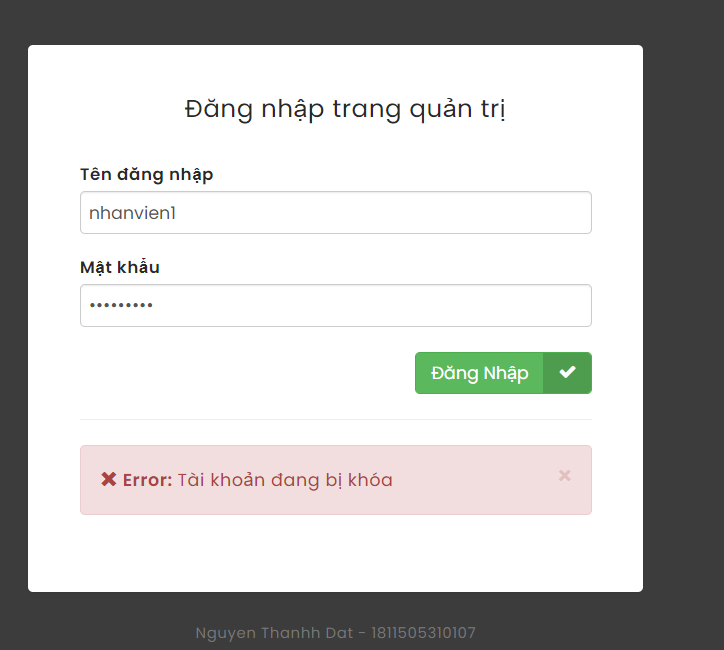 Đăng nhập trang quản trị
Tên đăng nhập
nhanvien1
Mật khẩu
•••••••••
Đăng Nhập
Error: Tài khoản đang bị khóa
Nguyen Thanhh Dat - 1811505310107